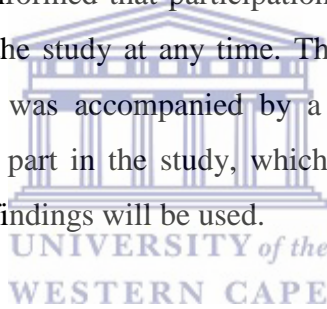 nformed that participation
he study at any time. Th
was accompanied by a
part in the study, which
findings will be used.
UNIVERSITY of the
WESTERN CAPE